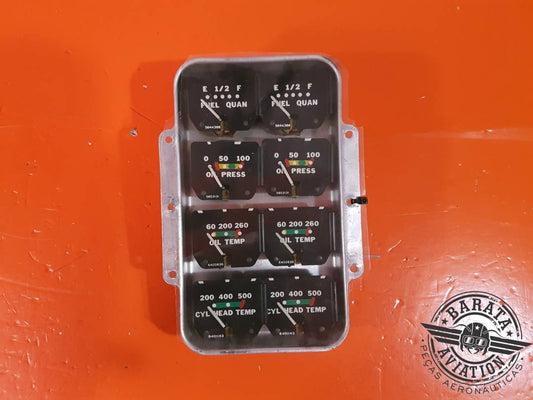 E 1/2 F
FUEL QUAN
E 1/2 F
FUEL QUAN
0 50 100
OIL PRESS
0 50 100
OIL PRESS
60 200 260
OIL TEMP
60 200 260
OIL TEMP
200 400 500
CYL HEAD TEMP
200 400 500
CYL HEAD TEMP
BARATA
AVIATION
PEÇAS AERONÁUTICAS